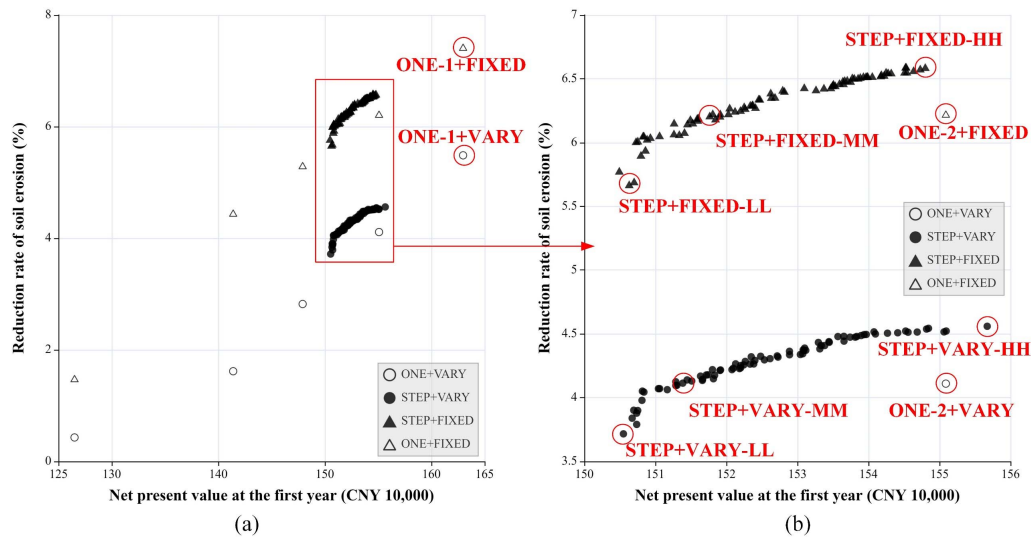 8
6
4
2
0
125
130
140
150
160
165
Reduction rate of soil erosion (%)
Net present value at the first year (CNY 10,000)
ONE-1+FIXED
ONE-1+VARY
ONE+VARY
STEP+VARY
STEP+FIXED
ONE+FIXED
(a)
7
6.5
6
5.5
5
4.5
4
3.5
150
151
152
153
154
155
156
Reduction rate of soil erosion (%)
Net present value at the first year (CNY 10,000)
STEP+FIXED-HH
STEP+FIXED-MM
ONE-2+FIXED
STEP+FIXED-LL
ONE+VARY
STEP+VARY
STEP+FIXED
ONE+FIXED
STEP+VARY-HH
STEP+VARY-MM
ONE-2+VARY
STEP+VARY-LL
(b)